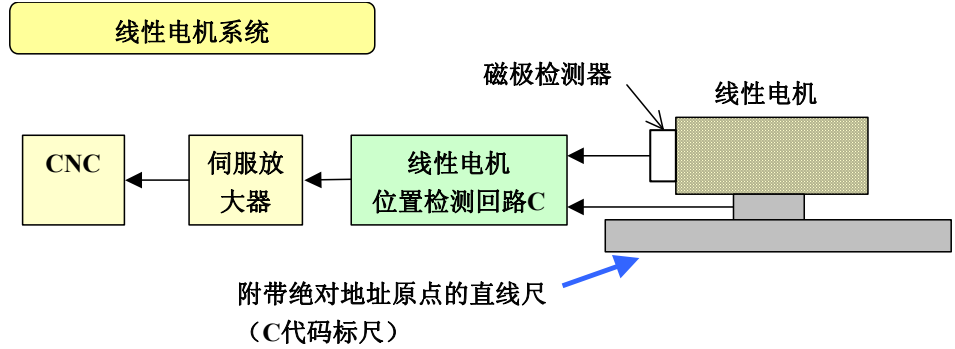 线性电机系统
磁极检测器
线性电机
CNC
伺服放
大器
线性电机
位置检测回路C
附带绝对地址原点的直线尺
（C代码标尺）